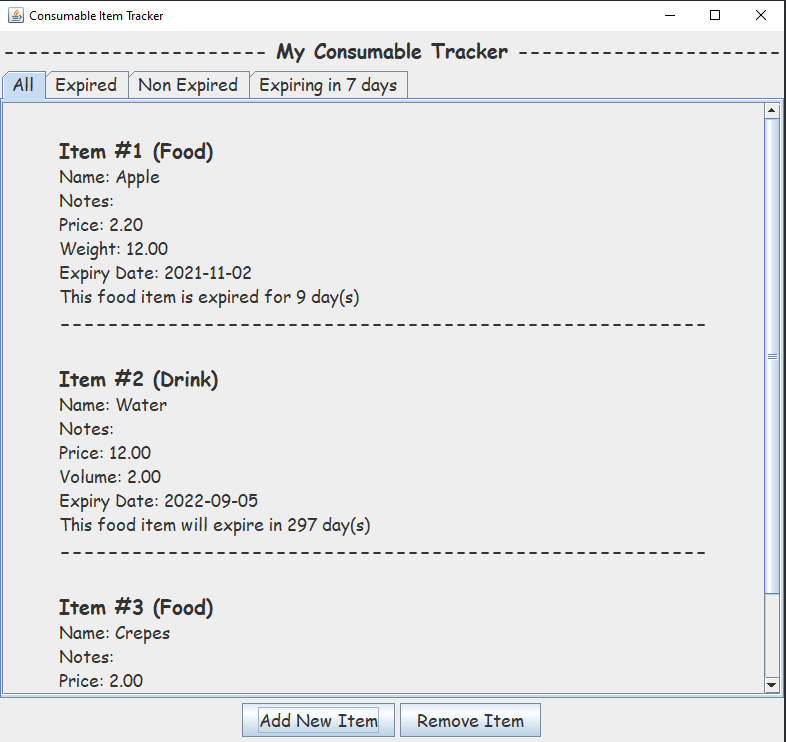 Consumable Item Tracker
---------------------- My Consumable Tracker ----------------------
All Expired Non Expired Expiring in 7 days
Item #1 (Food)
Name: Apple
Notes:
Price: 2.20
Weight: 12.00
Expiry Date: 2021-11-02
This food item is expired for 9 day(s)
------------------------------------------------------
Item #2 (Drink)
Name: Water
Notes:
Price: 12.00
Volume: 2.00
Expiry Date: 2022-09-05
This food item will expire in 297 day(s)
------------------------------------------------------
Item #3 (Food)
Name: Crepes
Notes:
Price: 2.00
Add New Item Remove Item